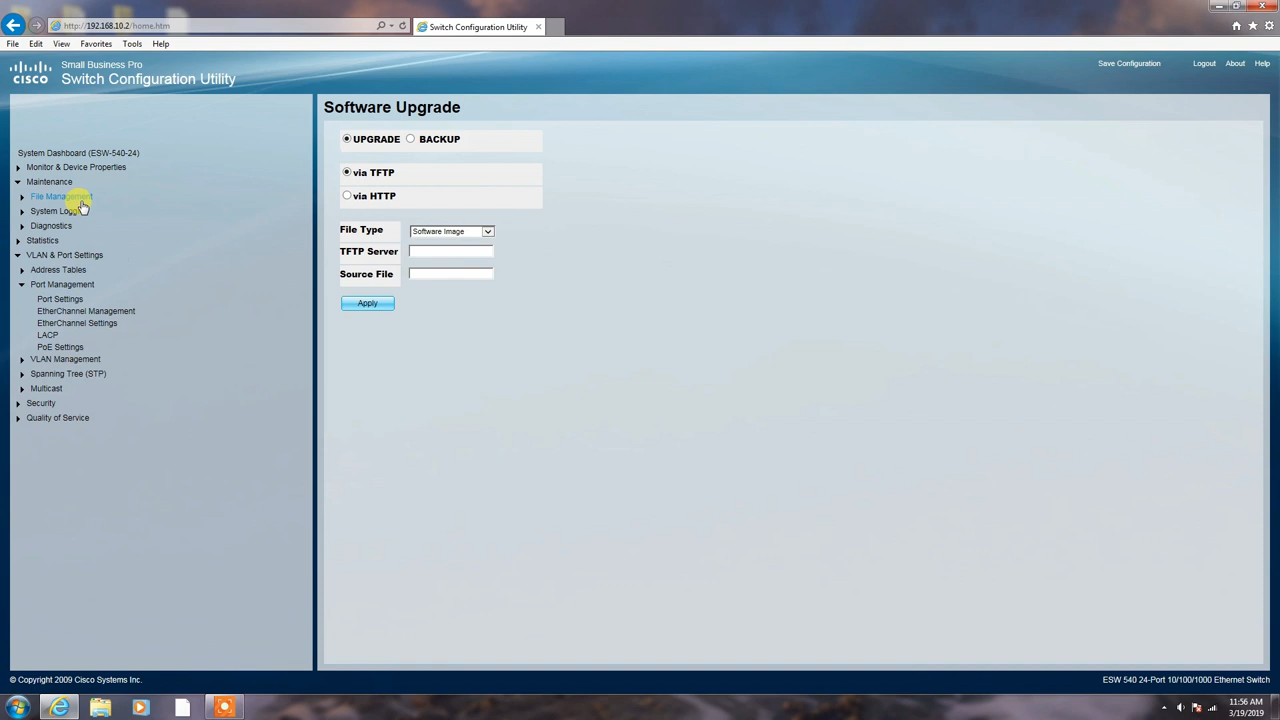 http://192.168.10.2/home.htm
Switch Configuration Utility
File Edit View Favorites Tools Help
Small Business Pro
cisco Switch Configuration Utility
Save Configuration Logout About Help
Software Upgrade
UPGRADE BACKUP
System Dashboard (ESW-540-24)
Monitor & Device Properties
via TFTP
Maintenance
File Management
via HTTP
System Logg
Diagnostics
File Type Software Image
Statistics
TFTP Server
VLAN & Port Settings
Address Tables
Source File
Port Management
Port Settings
Apply
EtherChannel Management
EtherChannel Settings
LACP
PoE Settings
VLAN Management
Spanning Tree (STP)
Multicast
Security
Quality of Service
© Copyright 2009 Cisco Systems Inc.
ESW 540 24-Port 10/100/1000 Ethernet Switch
11:56 AM
3/19/2019